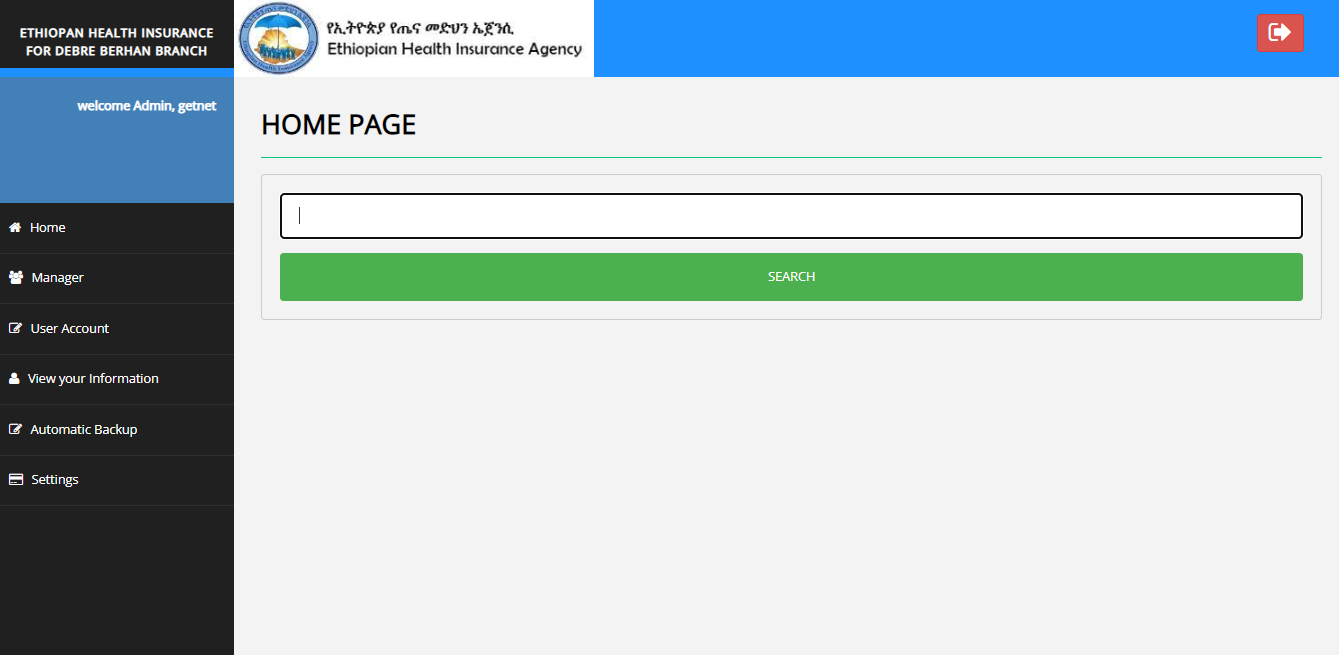 ETHIOPAN HEALTH INSURANCE
FOR DEBRE BERHAN BRANCH
የኢትዮጵያ የጤና መድህን ኤጀንሲ
Ethiopian Health Insurance Agency
welcome Admin, getnet
Home
Manager
User Account
View your Information
Automatic Backup
Settings
HOME PAGE
SEARCH